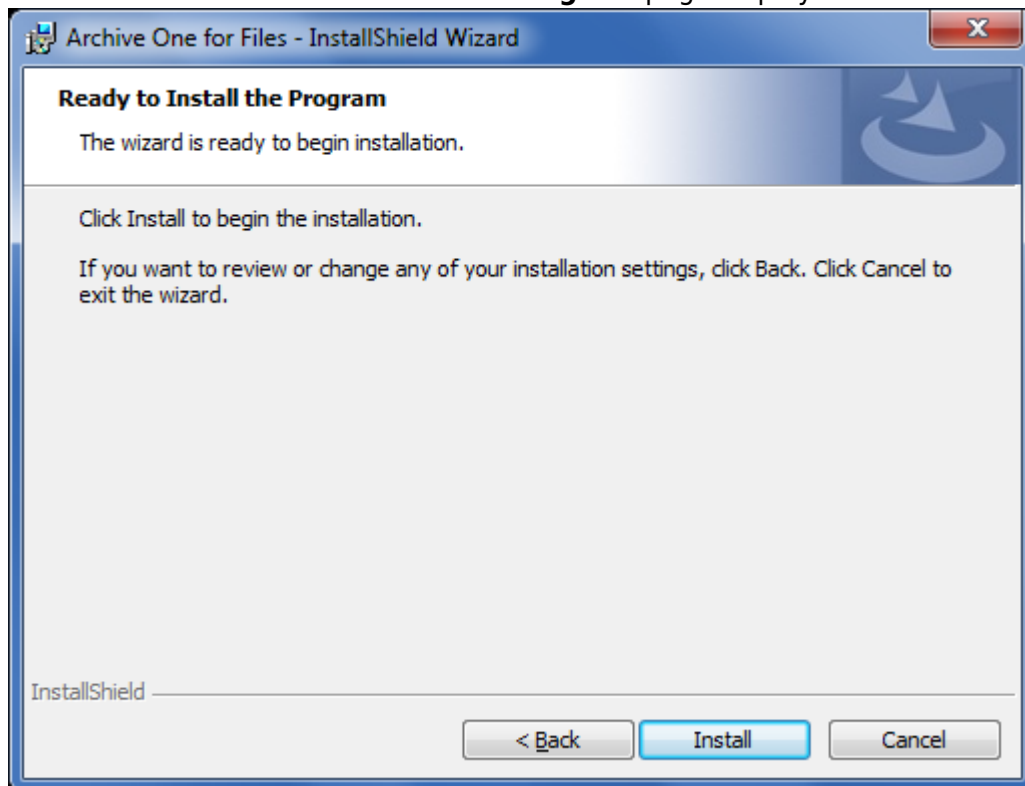 Archive One for Files - InstallShield Wizard
Ready to Install the Program
The wizard is ready to begin installation.
Click Install to begin the installation.
If you want to review or change any of your installation settings, click Back. Click Cancel to
exit the wizard.
InstallShield
< Back
Install
Cancel